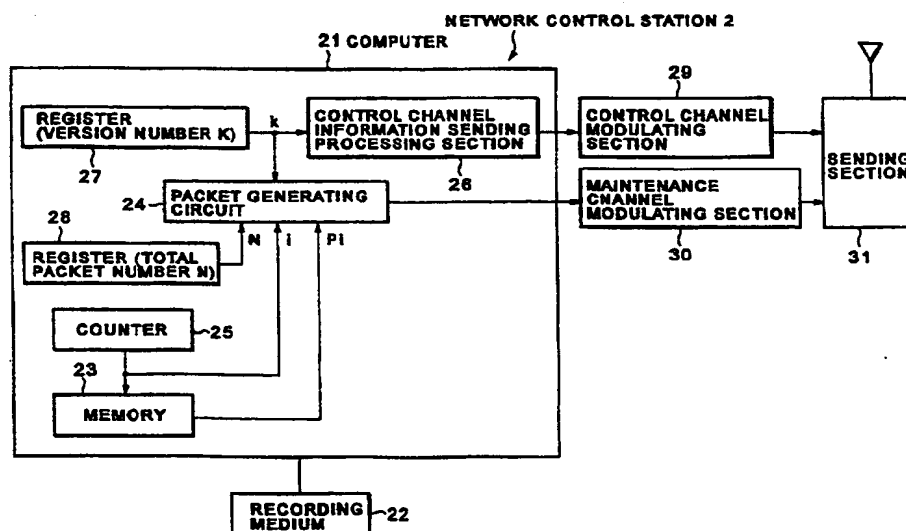 NETWORK CONTROL STATION 2
21 COMPUTER
REGISTER
(VERSION NUMBER K)
27
k
CONTROL CHANNEL
INFORMATION SENDING
PROCESSING SECTION
26
29
CONTROL CHANNEL
MODULATING
SECTION
SENDING
SECTION
31
24
PACKET GENERATING
CIRCUIT
MAINTENANCE
CHANNEL
MODULATING SECTION
30
28
REGISTER (TOTAL
PACKET NUMBER N)
N
i
Pi
COUNTER
25
23
MEMORY
RECORDING
MEDIUM
22